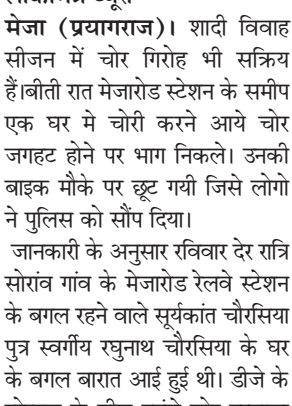 मेजा (प्रयागराज)। शादी विवाह
सीजन में चोर गिरोह भी सक्रिय
हैं।बीती रात मेजारोड स्टेशन के समीप
एक घर मे चोरी करने आये चोर
जगहट होने पर भाग निकले। उनकी
बाइक मौके पर छूट गयी जिसे लोगो
ने पुलिस को सौंप दिया।
जानकारी के अनुसार रविवार देर रात्रि
सोरांव गांव के मेजारोड रेलवे स्टेशन
के बगल रहने वाले सूर्यकांत चौरसिया
पुत्र स्वर्गीय रघुनाथ चौरसिया के घर
के बगल बारात आई हुई थी। डीजे के